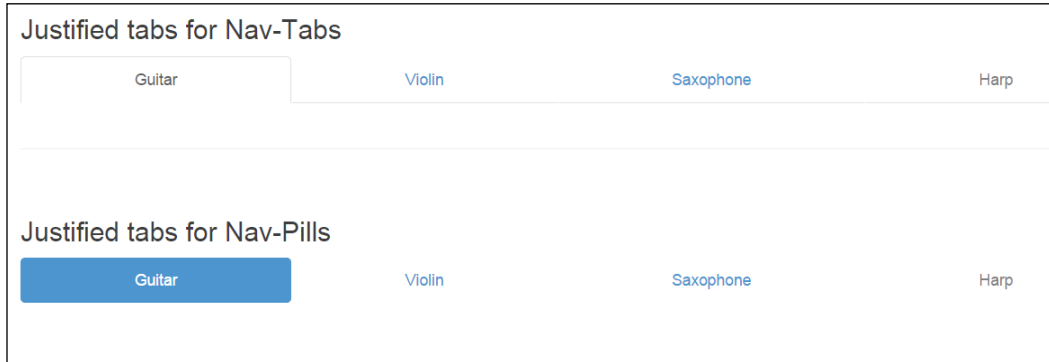 Justified tabs for Nav-Tabs
Guitar Violin Saxophone Harp
Justified tabs for Nav-Pills
Guitar Violin Saxophone Harp